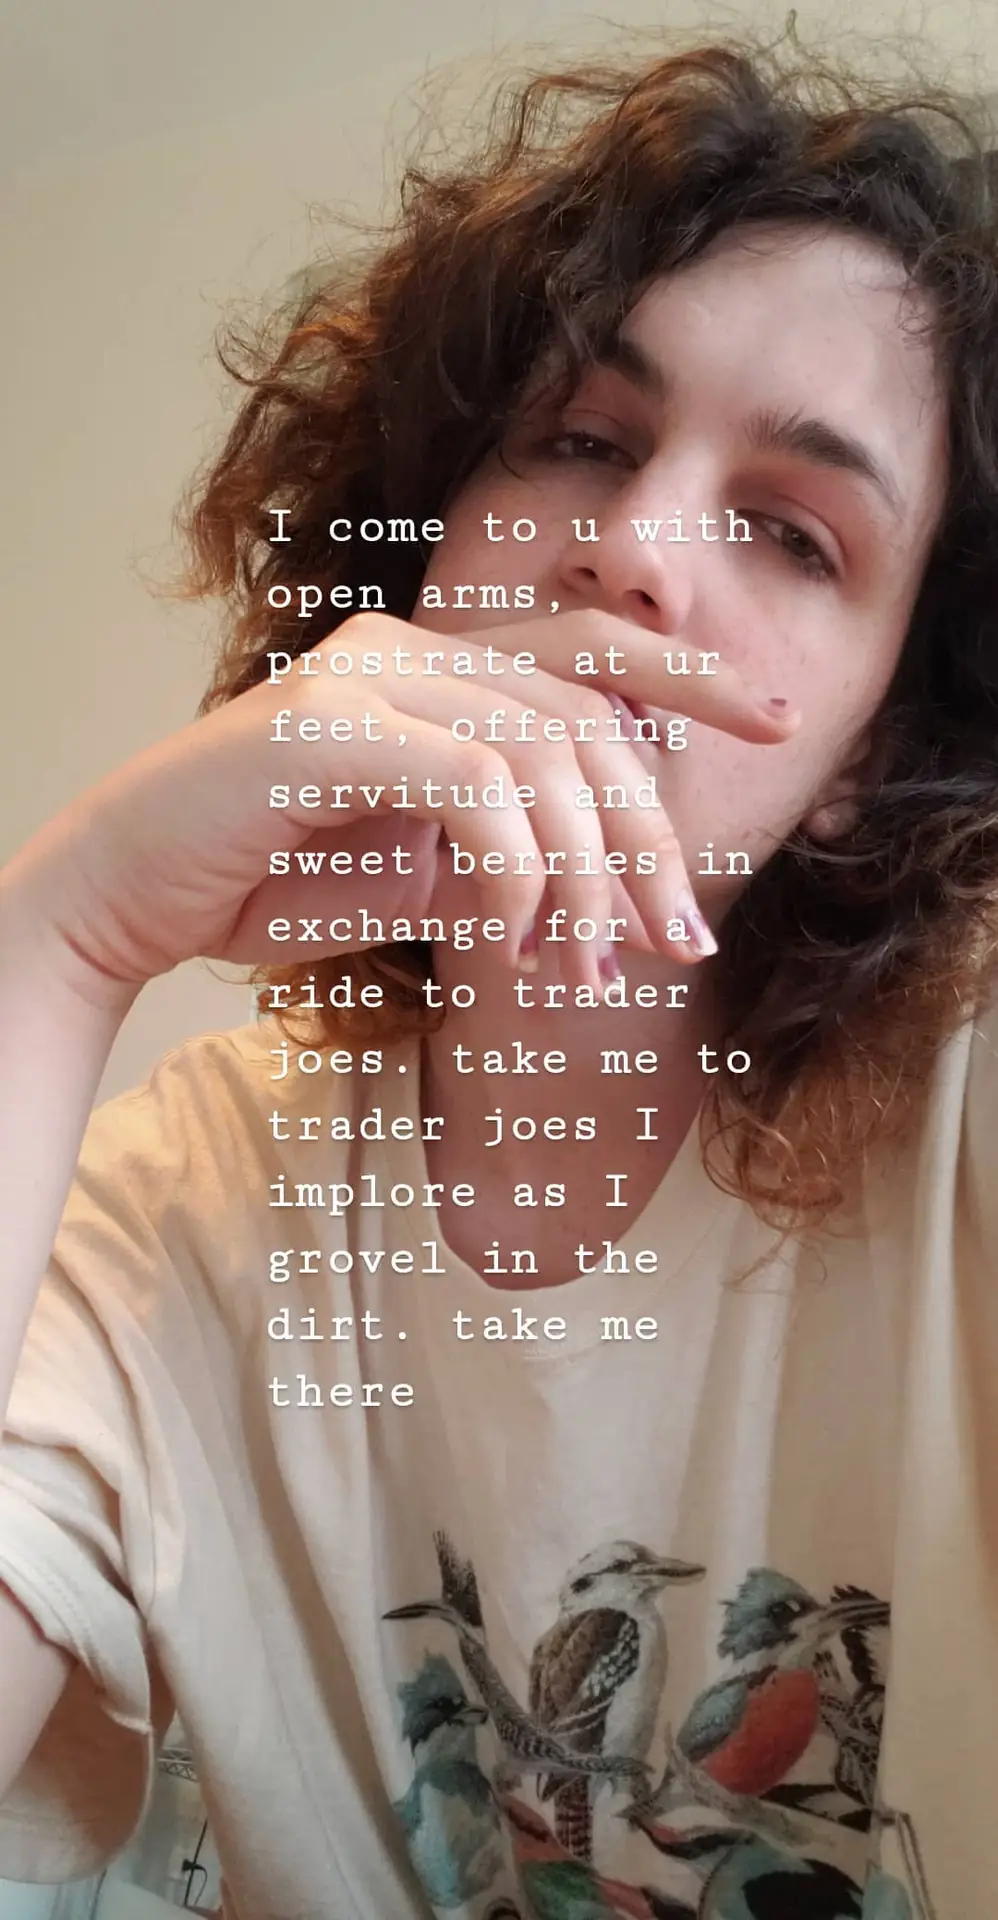 I come to u with
open arms,
prostrate at ur
feet, offering
servitude and
sweet berries in
exchange for a
ride to trader
joes. take me to
trader joes I
implore as I
grovel in the
dirt. take me
there